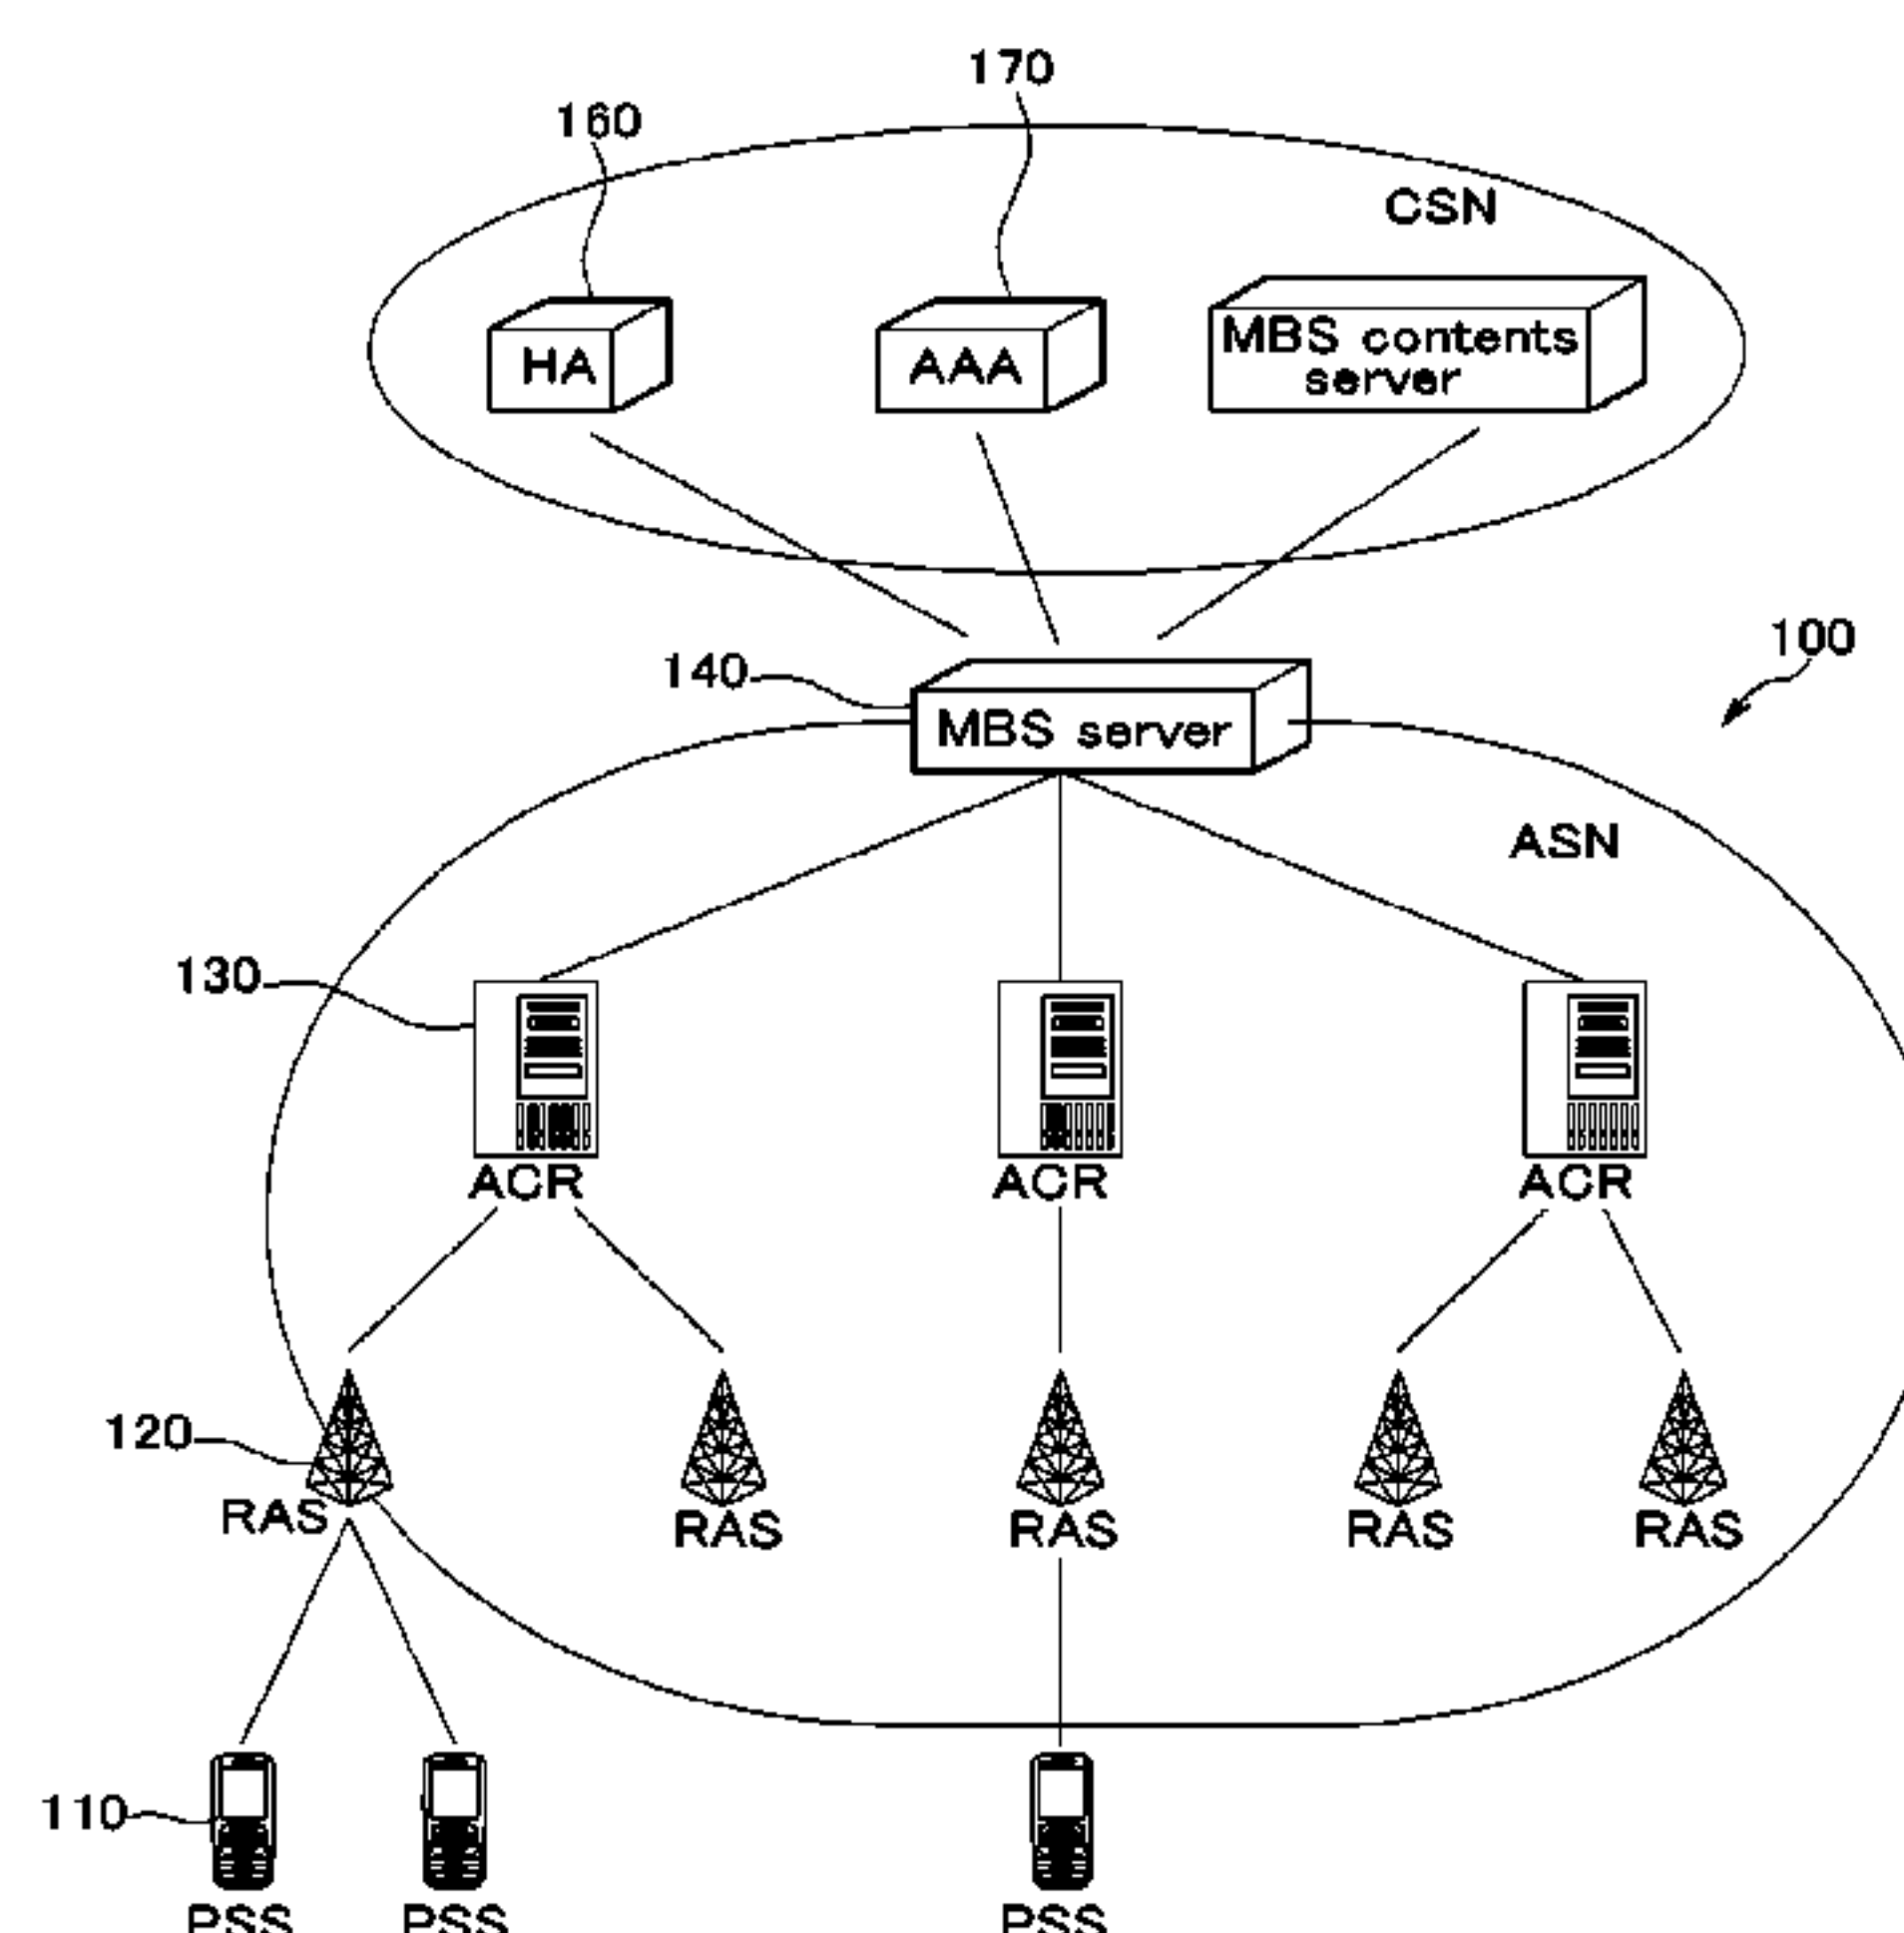 170
160
CSN
HA
AAA
MBS contents
server
100
140
MBS server
ASN
130
ACR
ACR
ACR
120
RAS
RAS
RAS
RAS
RAS
110
PSS
PSS
PSS